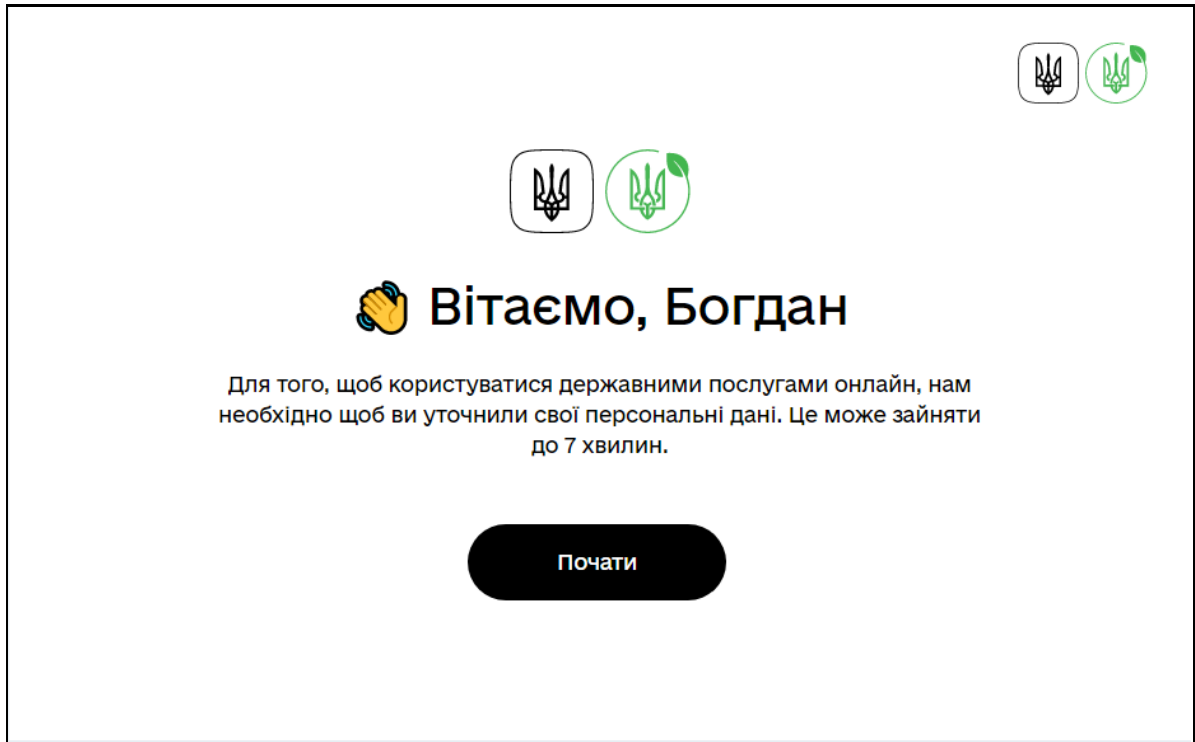 Вітаємо, Богдан
Для того, щоб користуватися державними послугами онлайн, нам
необхідно щоб ви уточнили свої персональні дані. Це може зайняти
до 7 хвилин.
Почати